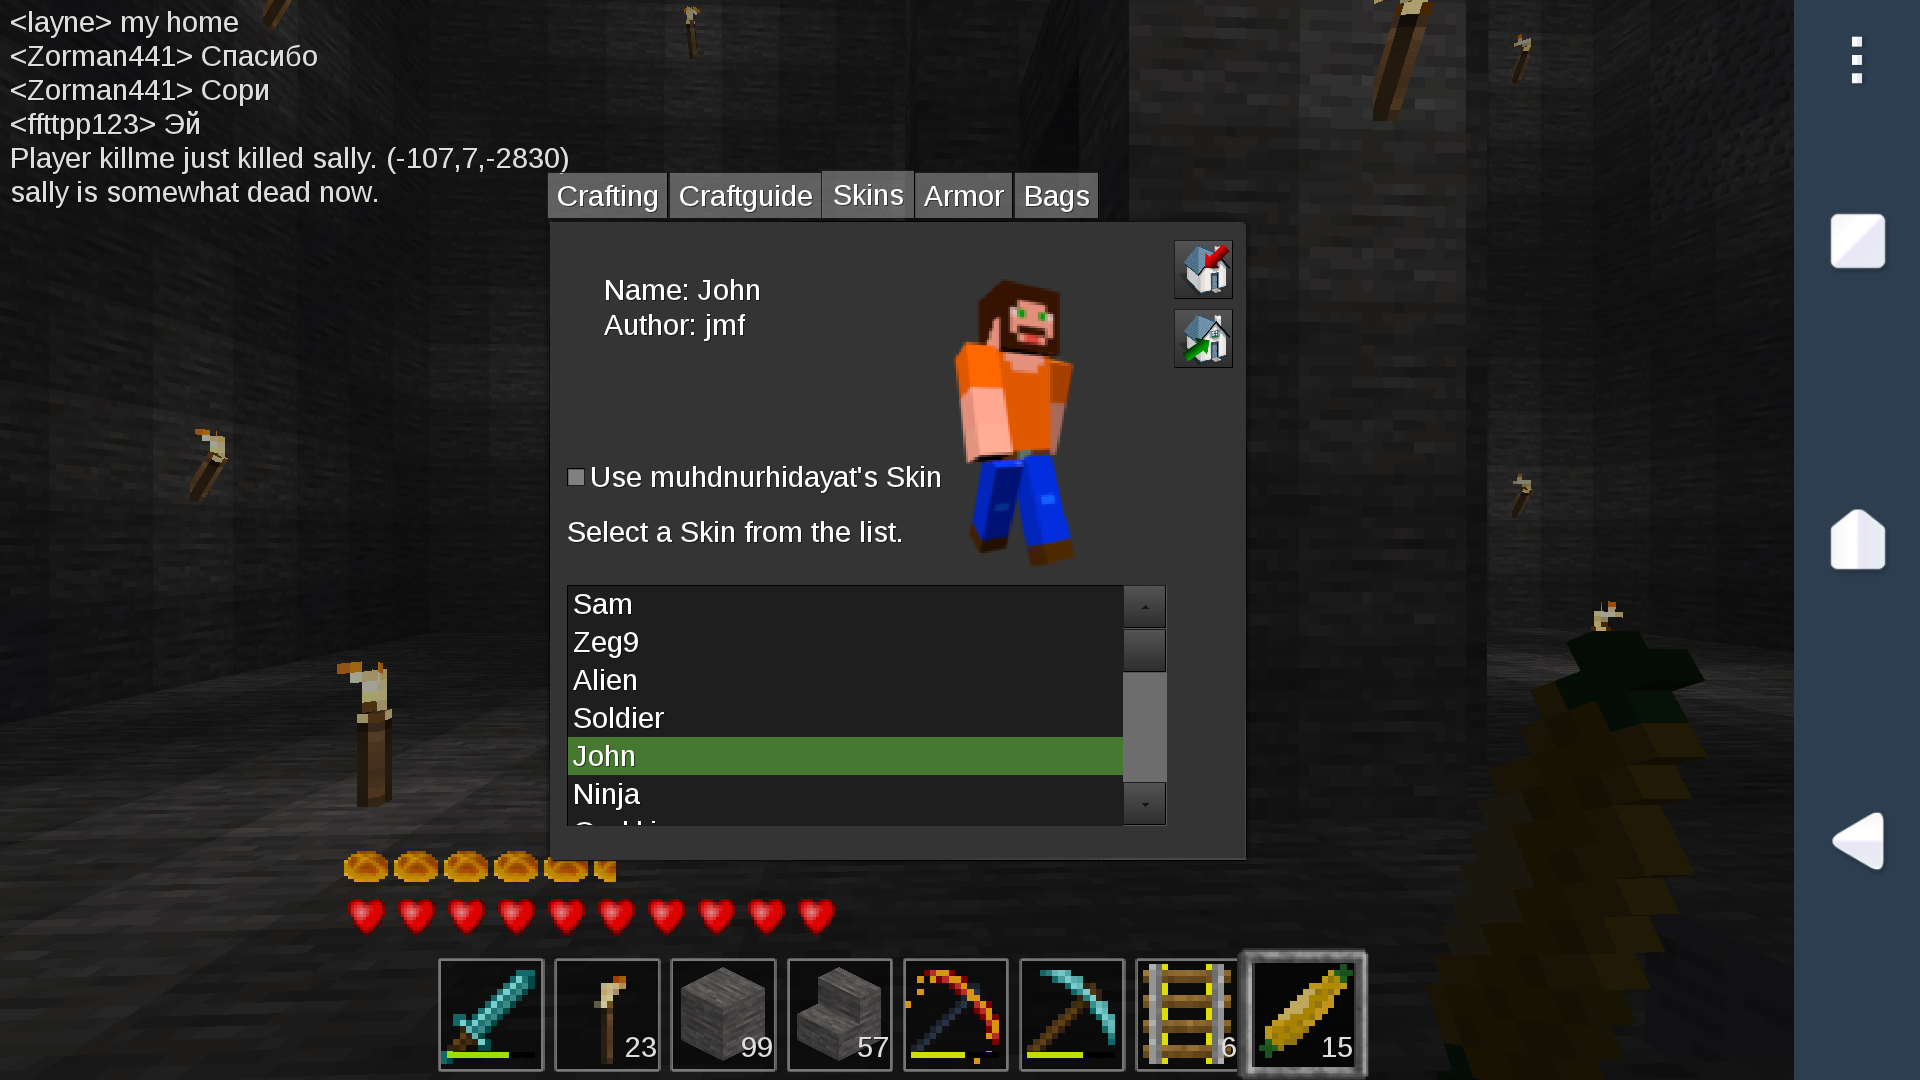 <layne> my home
<Zorman441> Спасибо
<Zorman441> Сори
<ffttpp123> Эй
Player killme just killed sally. (-107,7,-2830)
sally is somewhat dead now.
Crafting Craftguide Skins Armor Bags
Name: John
Author: jmf
Use muhdnurhidayat's Skin
Select a Skin from the list.
Sam
Zeg9
Alien
Soldier
John
Ninja
23 99 57 6 15